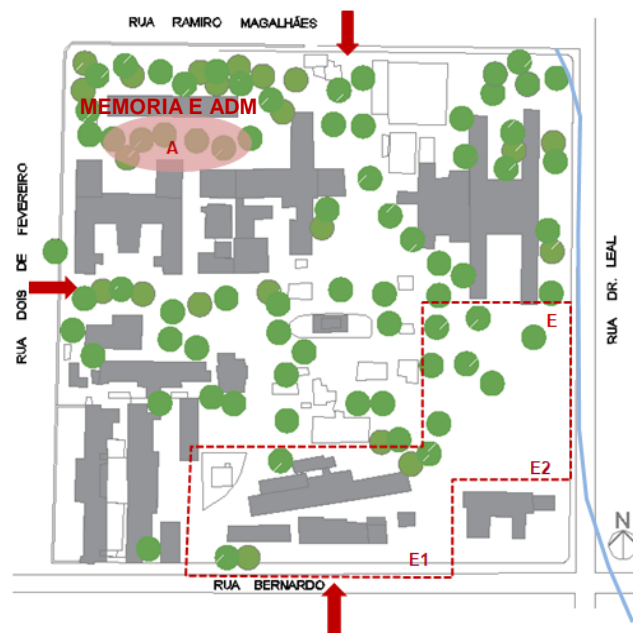 RUA RAMIRO MAGALHÃES
MEMORIA E ADM
A
RUA DOIS DE FEVEREIRO
RUA DR. LEAL
E
E2
N
E1
RUA BERNARDO